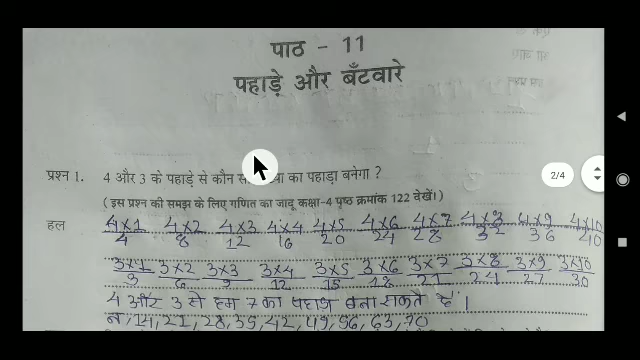 पाठ - 11
पहाड़े और बँटवारे
प्रश्न 1. 4 और 3 के पहाड़े से कौन का पहाड़ा बनेगा ?
2/4
( इस प्रश्न की समझ के लिए गणित का जादू कक्षा-4 पृष्ठ क्रमांक 122 देखें। )
हल 4×1 4×2 4×3 4×4 4×5 4×6 4×7 4×8 4×9 4×10
4 8 12 16 20 24 28 32 36 40
3×1 3×2 3×3 3×4 3×5 3×6 3×7 3×8 3×9 3×10
3 6 9 12 15 18 21 24 27 30
4 और 3 से हम 7 का पहाड़ा बना सकते हैं।
14, 21, 28, 35, 42, 49, 56, 63, 70